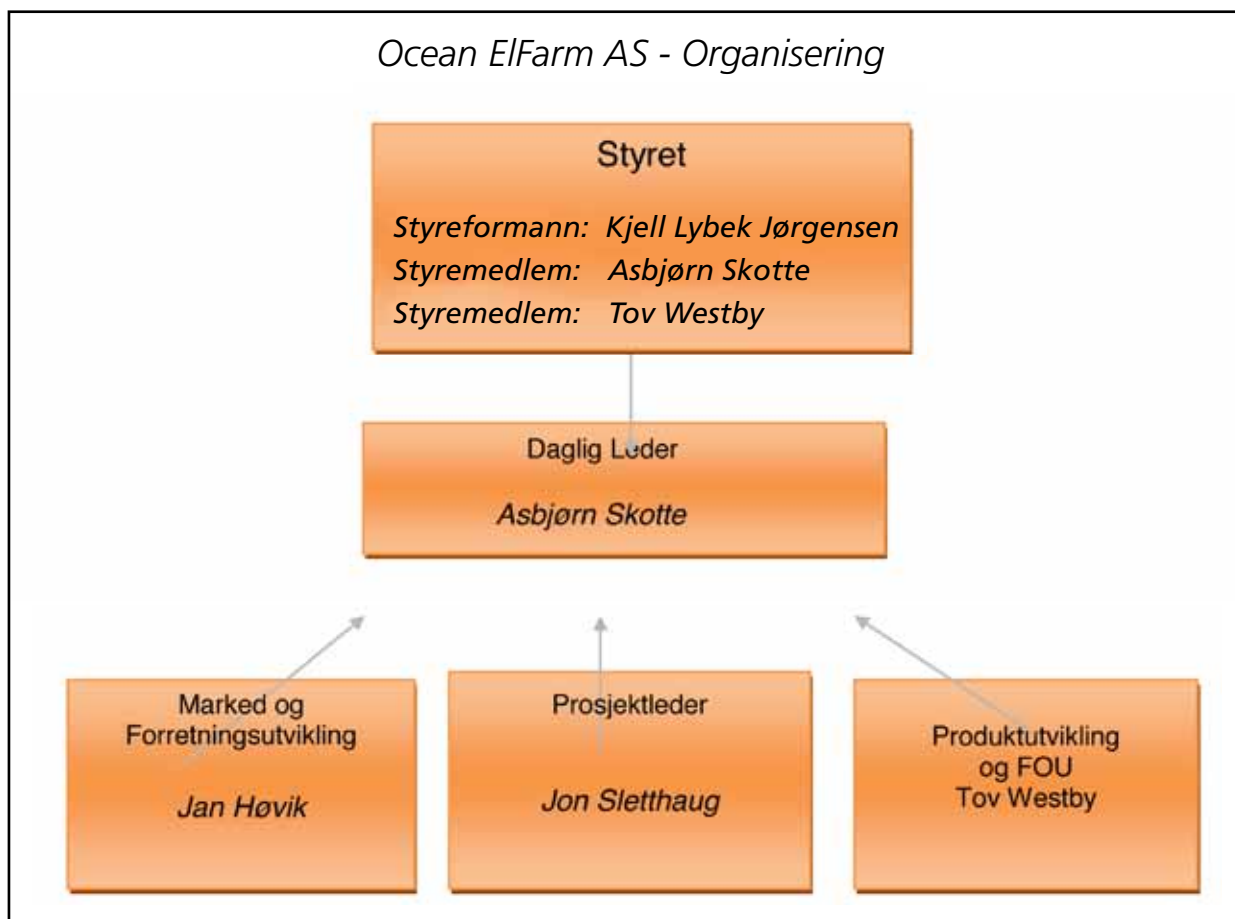 Ocean ElFarm AS - Organisering
Styret
Styreformann: Kjell Lybek Jørgensen
Styremedlem: Asbjørn Skotte
Styremedlem: Tov Westby
Daglig Leder
Asbjørn Skotte
Marked og
Forretningsutvikling
Jan Høvik
Prosjektleder
Jon Sletthaug
Produktutvikling
og FOU
Tov Westby